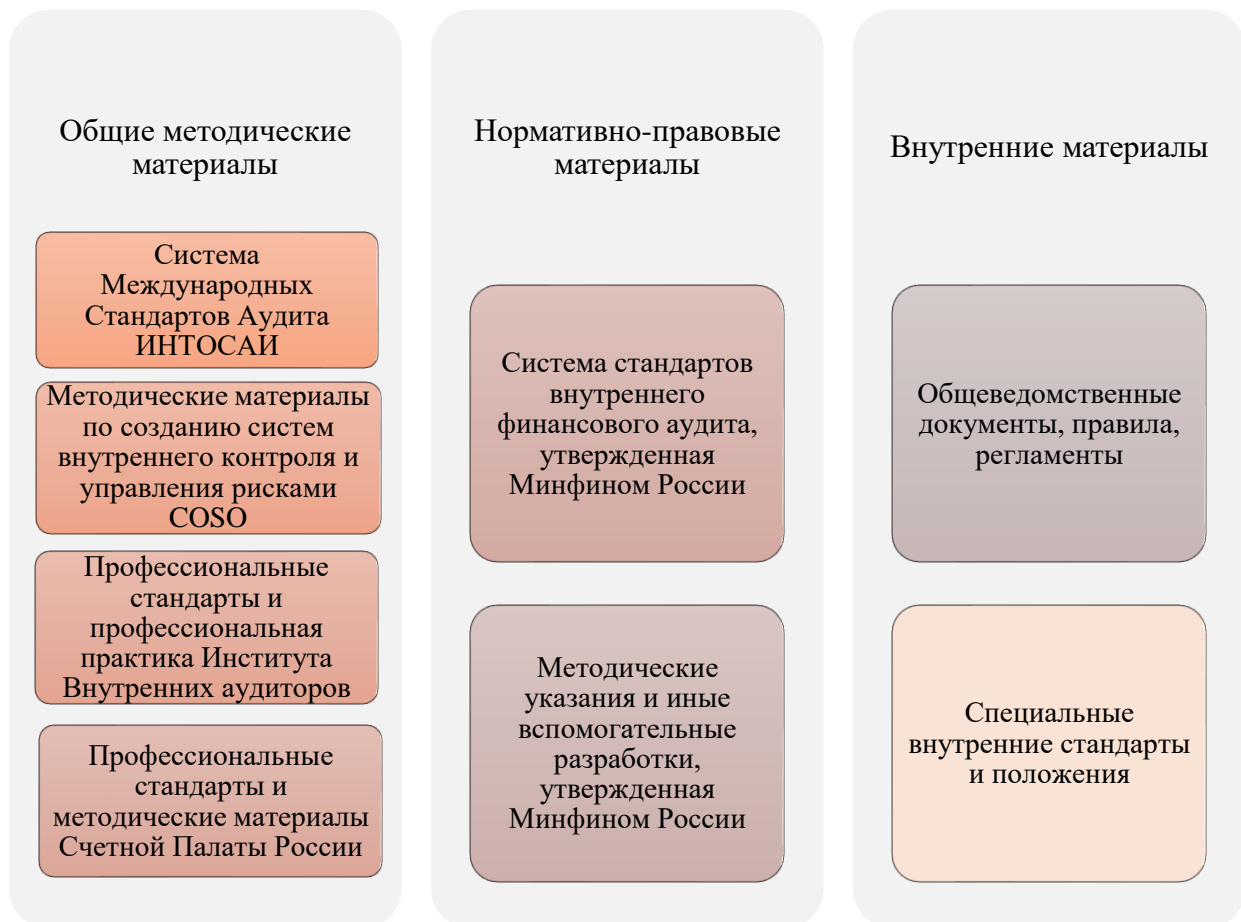 Общие методические
материалы
Система
Международных
Стандартов Аудита
ИНТОСАИ
Методические материалы
по созданию систем
внутреннего контроля и
управления рисками
COSO
Профессиональные
стандарты и
профессиональная
практика Института
Внутренних аудиторов
Профессиональные
стандарты и
методические материалы
Счетной Палаты России
Нормативно-правовые
материалы
Система стандартов
внутреннего
финансового аудита,
утвержденная
Минфином России
Методические
указания и иные
вспомогательные
разработки,
утвержденная
Минфином России
Внутренние материалы
Общеведомственные
документы, правила,
регламенты
Специальные
внутренние стандарты
и положения